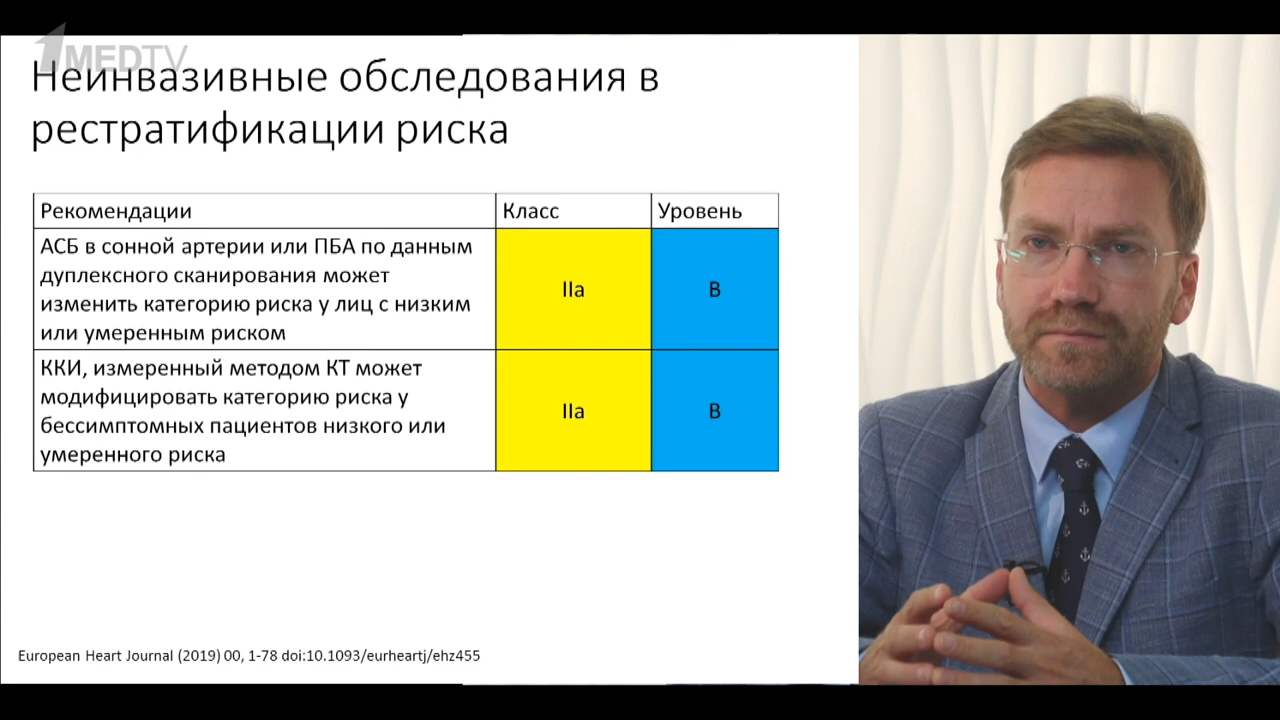 1MEDTV
Неинвазивные обследования в
рестратификации риска
Рекомендации
Класс
Уровень
АСБ в сонной артерии или ПБА по данным
дуплексного сканирования может
изменить категорию риска у лиц с низким
или умеренным риском
IIa
B
ККИ, измеренный методом КТ может
модифицировать категорию риска у
бессимптомных пациентов низкого или
умеренного риска
IIa
B
European Heart Journal (2019) 00, 1-78 doi:10.1093/eurheartj/ehz455